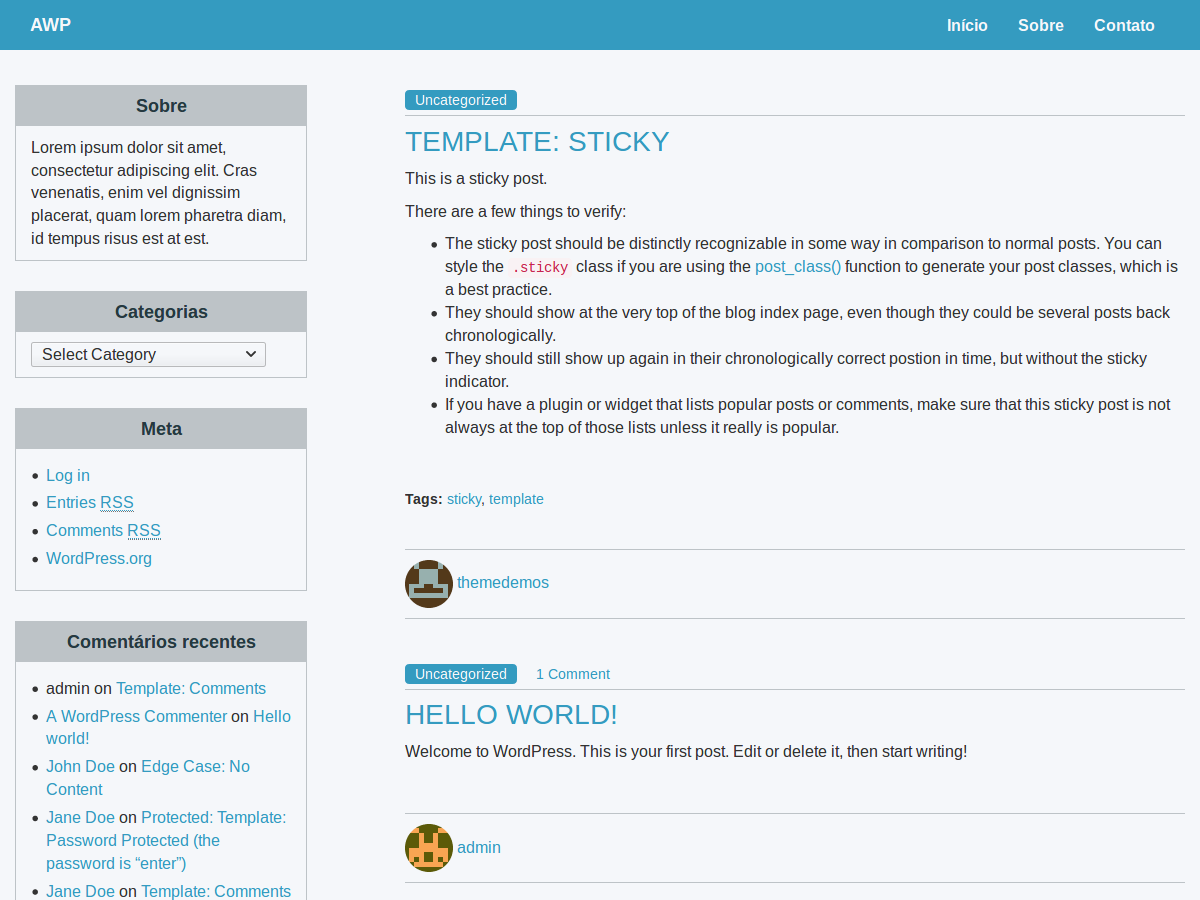 AWP
Início Sobre Contato
Sobre
Lorem ipsum dolor sit amet,
consectetur adipiscing elit. Cras
venenatis, enim vel dignissim
placerat, quam lorem pharetra diam,
id tempus risus est at est.
Categorias
Select Category
Meta
Log in
Entries RSS
Comments RSS
WordPress.org
Comentários recentes
admin on Template: Comments
A WordPress Commenter on Hello
world!
John Doe on Edge Case: No
Content
Jane Doe on Protected: Template:
Password Protected (the
password is “enter”)
Jane Doe on Template: Comments
Uncategorized
TEMPLATE: STICKY
This is a sticky post.
There are a few things to verify:
The sticky post should be distinctly recognizable in some way in comparison to normal posts. You can
style the .sticky class if you are using the post_class() function to generate your post classes, which is
a best practice.
They should show at the very top of the blog index page, even though they could be several posts back
chronologically.
They should still show up again in their chronologically correct postion in time, but without the sticky
indicator.
If you have a plugin or widget that lists popular posts or comments, make sure that this sticky post is not
always at the top of those lists unless it really is popular.
Tags: sticky, template
themedemos
Uncategorized 1 Comment
HELLO WORLD!
Welcome to WordPress. This is your first post. Edit or delete it, then start writing!
admin